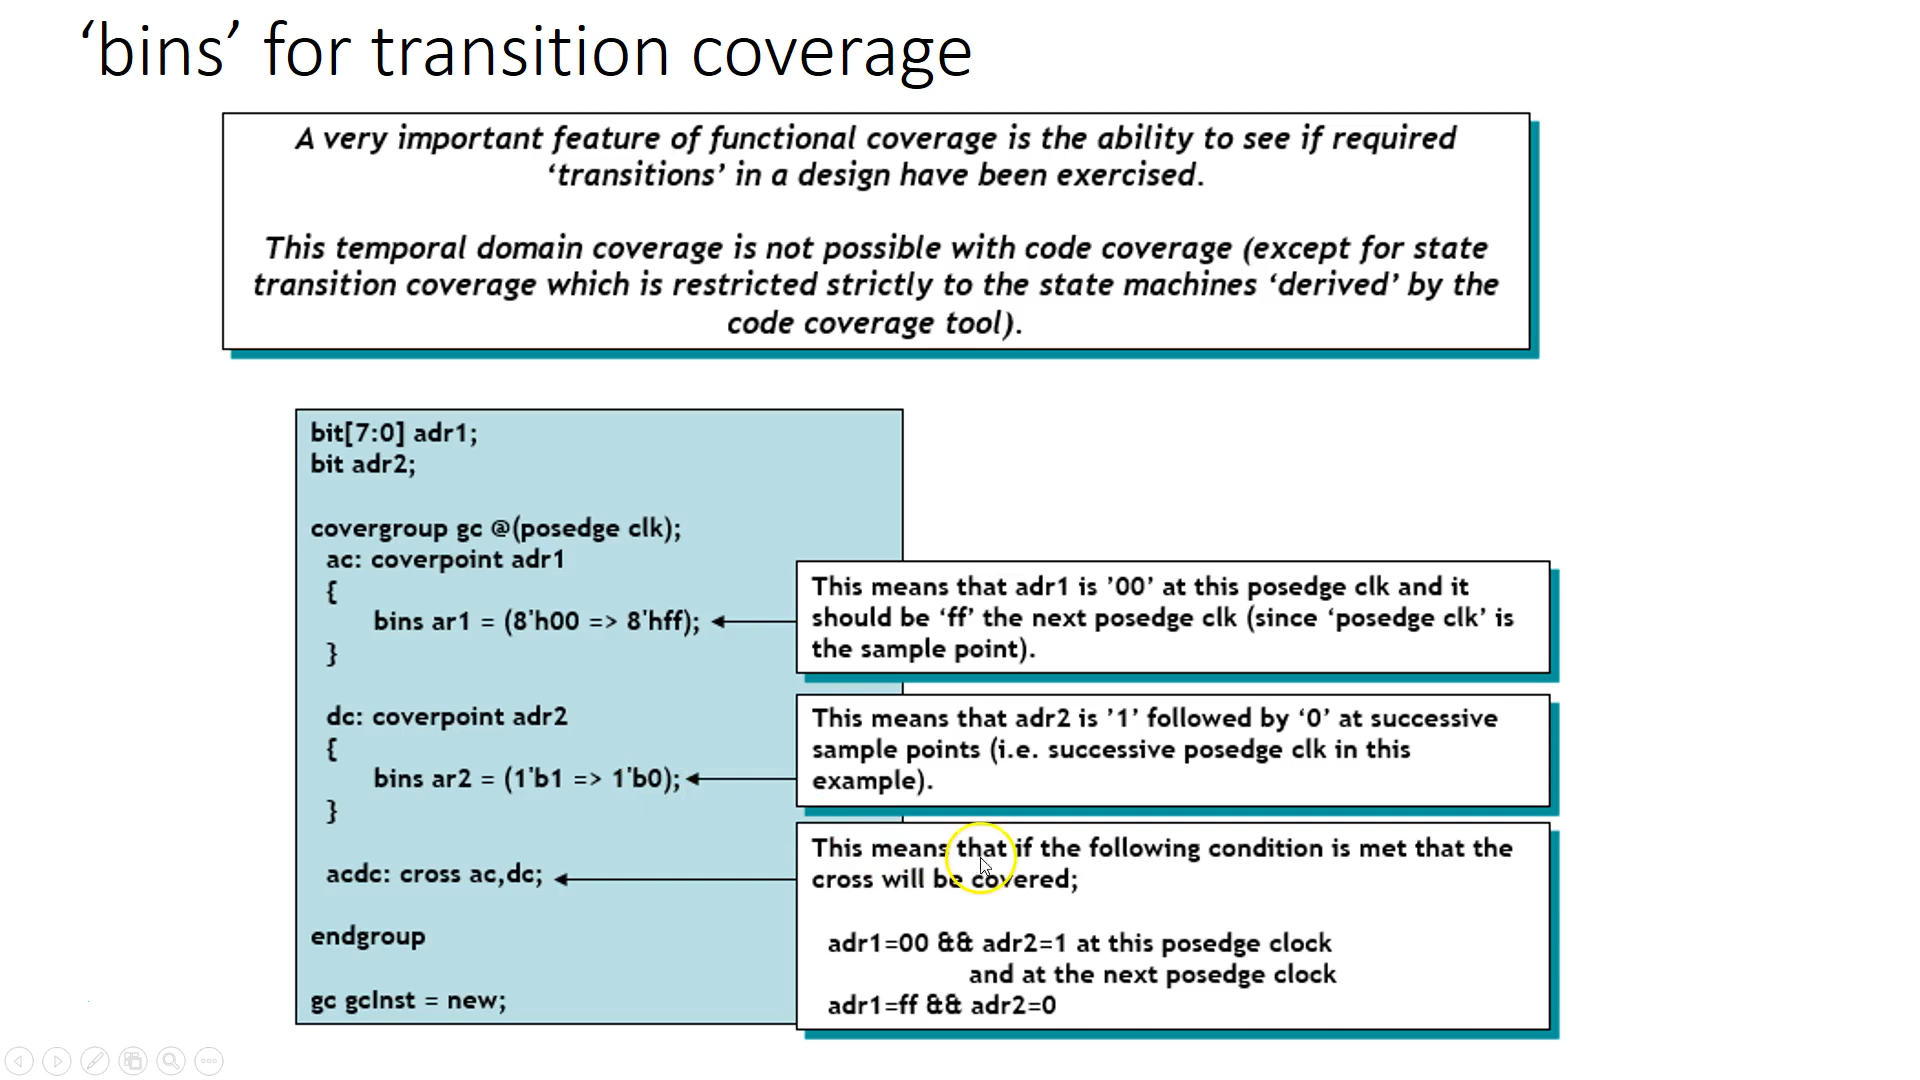 ‘bins’ for transition coverage
A very important feature of functional coverage is the ability to see if required
‘transitions’ in a design have been exercised.
This temporal domain coverage is not possible with code coverage (except for state
transition coverage which is restricted strictly to the state machines ‘derived’ by the
code coverage tool).
bit[7:0] adr1;
bit adr2;
covergroup gc @(posedge clk);
ac: coverpoint adr1
{
bins ar1 = (8'h00 => 8'hff);
}
dc: coverpoint adr2
{
bins ar2 = (1'b1 => 1'b0);
}
acdc: cross ac,dc;
endgroup
gc gcInst = new;
This means that adr1 is ’00’ at this posedge clk and it
should be ‘ff’ the next posedge clk (since ‘posedge clk’ is
the sample point).
This means that adr2 is ’1’ followed by ‘0’ at successive
sample points (i.e. successive posedge clk in this
example).
This means that if the following condition is met that the
cross will be covered;
adr1=00 && adr2=1 at this posedge clock
and at the next posedge clock
adr1=ff && adr2=0